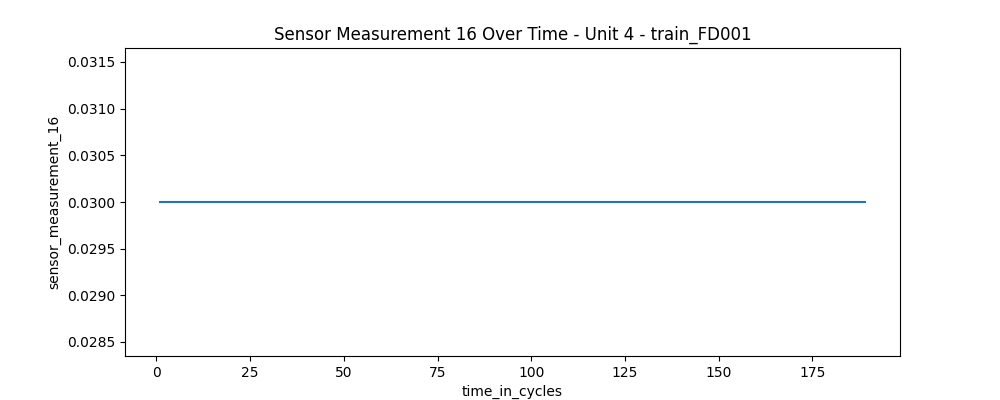 Sensor Measurement 16 Over Time - Unit 4 - train_FD001
sensor_measurement_16
0.0315
0.0310
0.0305
0.0300
0.0295
0.0290
0.0285
0 25 50 75 100 125 150 175
time_in_cycles